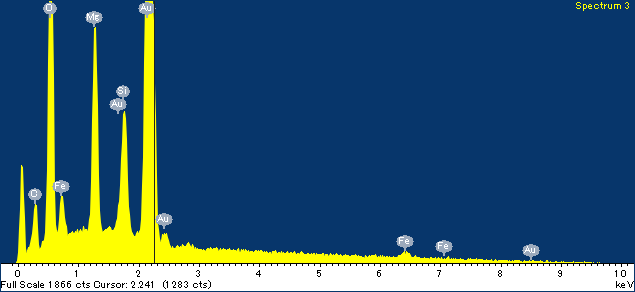 Spectrum 3
O Mg Au
Si
Au
C Fe
Au
Fe Fe Au
0 1 2 3 4 5 6 7 8 9 10
Full Scale 1866 cts Cursor: 2.241 (1283 cts) keV